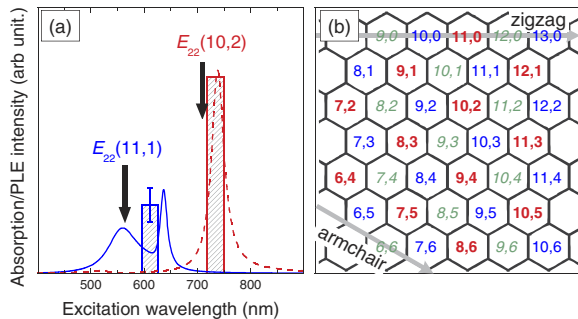 (a)
E22(10,2)
E22(11,1)
Absorption/PLE intensity (arb unit.)
500 600 700 800
Excitation wavelength (nm)
(b)
zigzag
9,0 10,0 11,0 12,0 13,0
8,1 9,1 10,1 11,1 12,1
7,2 8,2 9,2 10,2 11,2 12,2
7,3 8,3 9,3 10,3 11,3
6,4 7,4 8,4 9,4 10,4 11,4
6,5 7,5 8,5 9,5 10,5
armchair
6,6 7,6 8,6 9,6 10,6